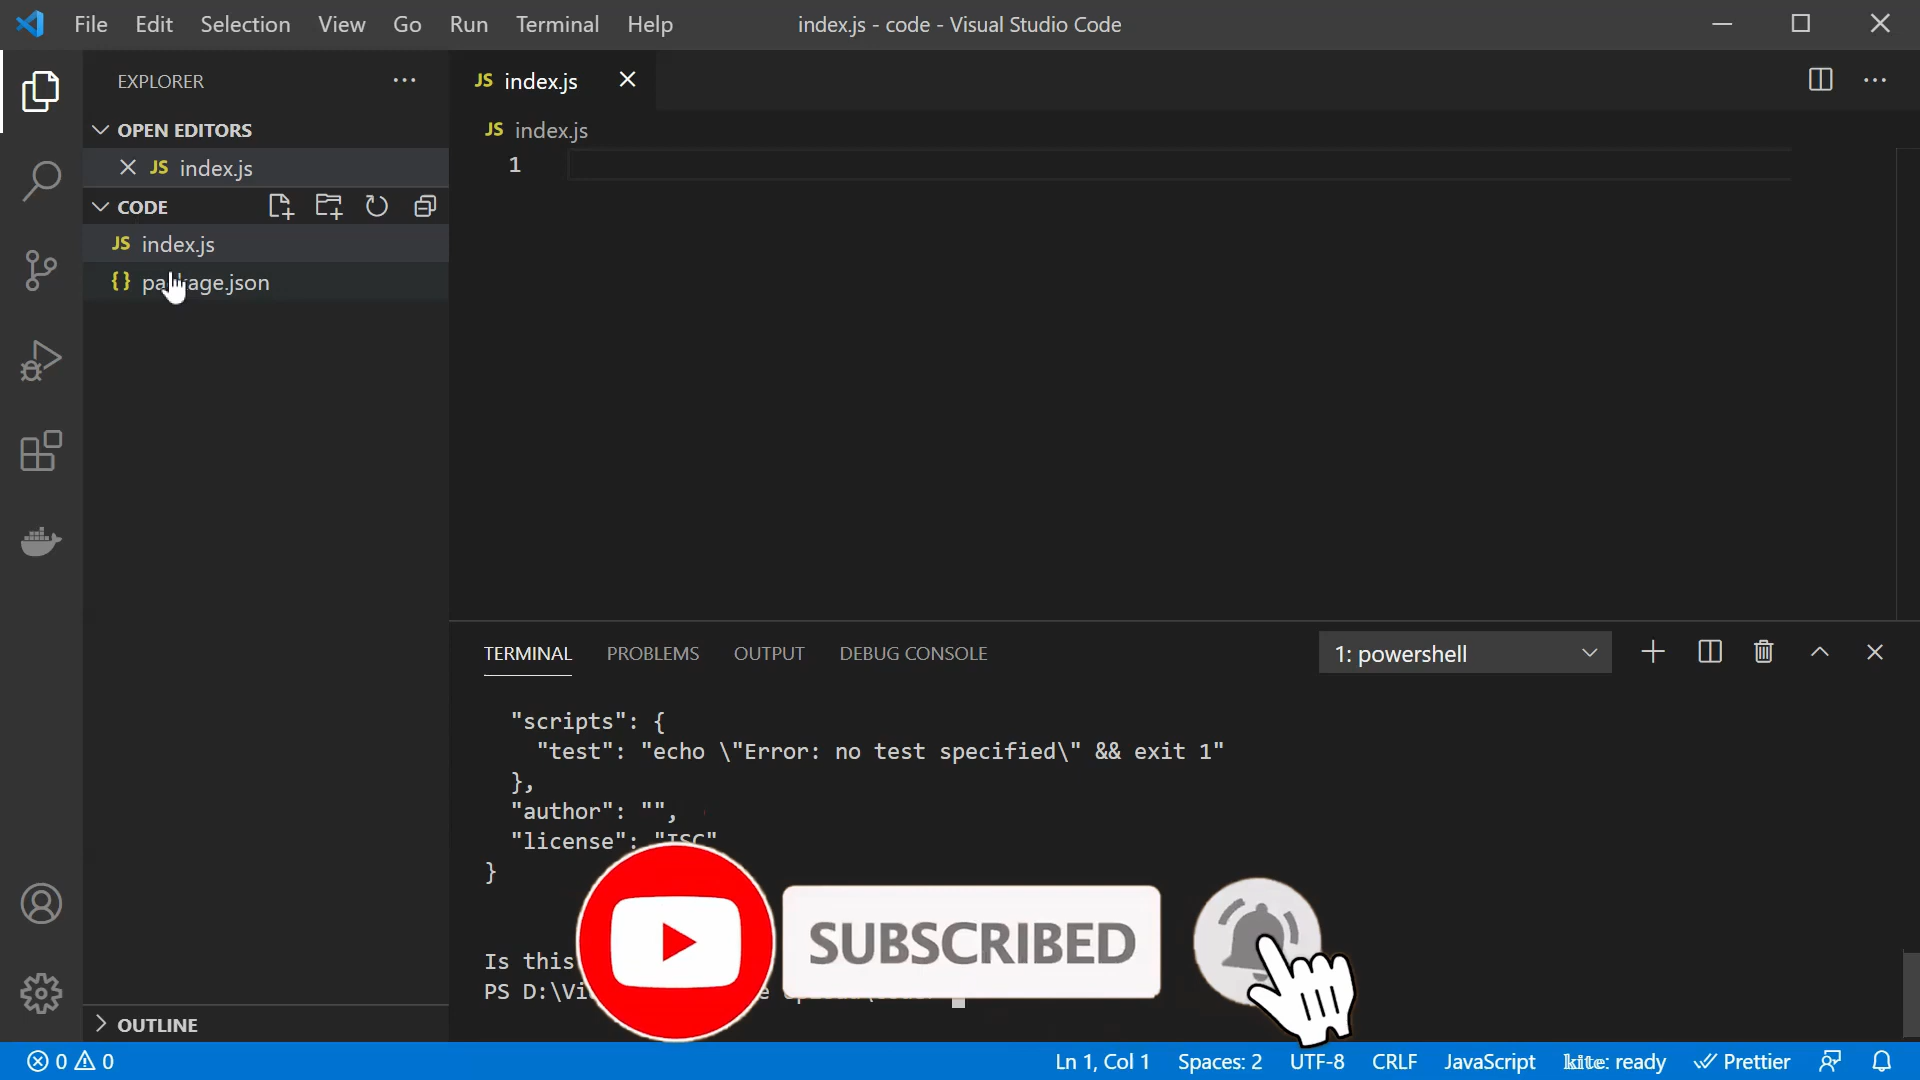 File Edit Selection View Go Run Terminal Help
index.js - code - Visual Studio Code
EXPLORER
OPEN EDITORS
JS index.js
CODE
JS index.js
{} package.json
OUTLINE
JS index.js
JS index.js
1
TERMINAL PROBLEMS OUTPUT DEBUG CONSOLE
1: powershell
"scripts": {
"test": "echo \"Error: no test specified\" && exit 1"
},
"author": "",
"license": "ISC"
}
Is this
PS D:\Vi
SUBSCRIBED
0 0
Ln 1, Col 1 Spaces: 2 UTF-8 CRLF JavaScript kite: ready Prettier